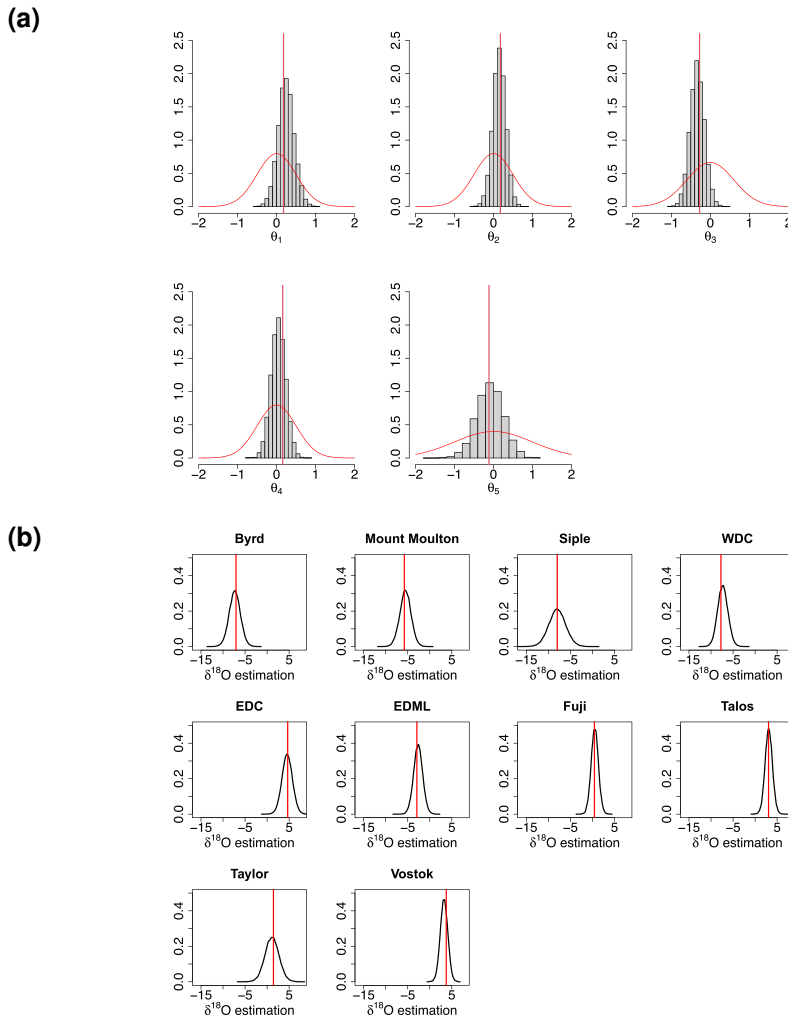 (a)
2.5 2.5 2.5
2.0 2.0 2.0
1.5 1.5 1.5
1.0 1.0 1.0
0.5 0.5 0.5
0.0 0.0 0.0
−2 −1 0 1 2 −2 −1 0 1 2 −2 −1 0 1 2
θ1 θ2 θ3
2.5 2.5
2.0 2.0
1.5 1.5
1.0 1.0
0.5 0.5
0.0 0.0
−2 −1 0 1 2 −2 −1 0 1 2
θ4 θ5
(b)
Byrd Mount Moulton Siple WDC
0.4 0.4 0.4 0.4
0.2 0.2 0.2 0.2
0.0 0.0 0.0 0.0
−15 −5 5 −15 −5 5 −15 −5 5 −15 −5 5
δ18O estimation δ18O estimation δ18O estimation δ18O estimation
EDC EDML Fuji Talos
0.4 0.4 0.4 0.4
0.2 0.2 0.2 0.2
0.0 0.0 0.0 0.0
−15 −5 5 −15 −5 5 −15 −5 5 −15 −5 5
δ18O estimation δ18O estimation δ18O estimation δ18O estimation
Taylor Vostok
0.4 0.4
0.2 0.2
0.0 0.0
−15 −5 5 −15 −5 5
δ18O estimation δ18O estimation